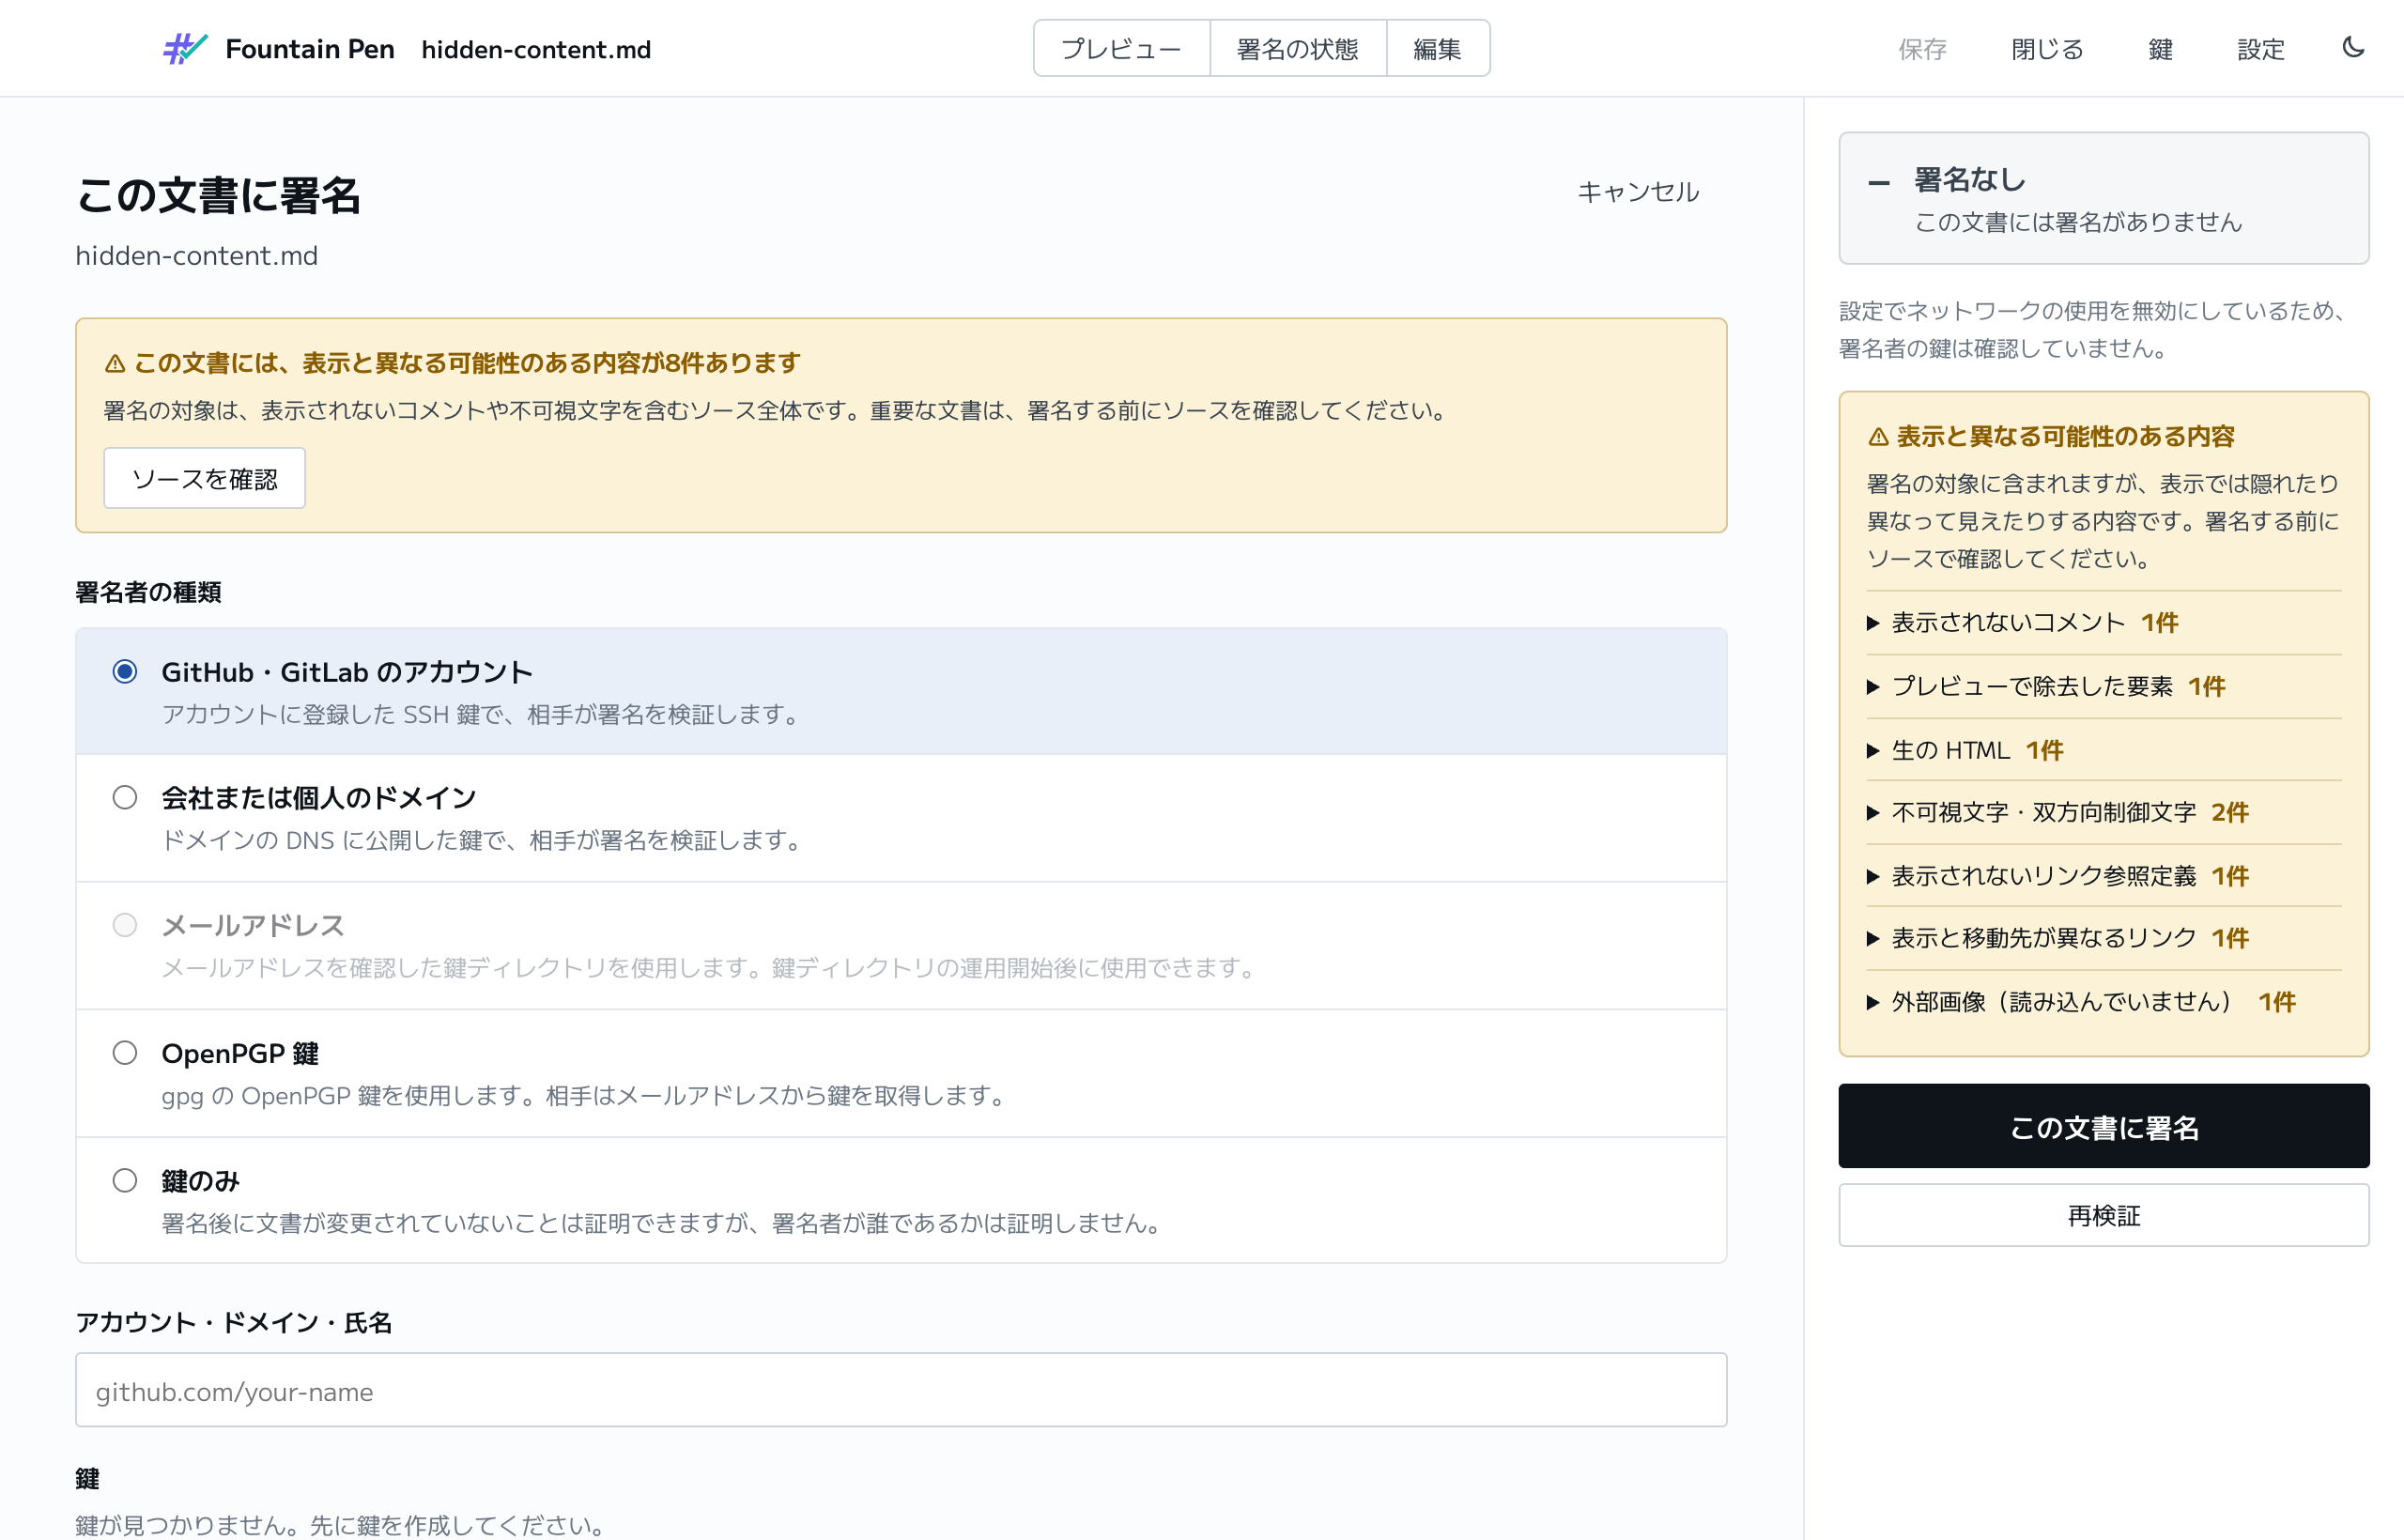 Fountain Pen hidden-content.md
プレビュー 署名の状態 編集
保存 閉じる 鍵 設定
この文書に署名
キャンセル
hidden-content.md
⚠ この文書には、表示と異なる可能性のある内容が8件あります
署名の対象は、表示されないコメントや不可視文字を含むソース全体です。重要な文書は、署名する前にソースを確認してください。
ソースを確認
署名者の種類
GitHub・GitLab のアカウント
アカウントに登録した SSH 鍵で、相手が署名を検証します。
会社または個人のドメイン
ドメインの DNS に公開した鍵で、相手が署名を検証します。
メールアドレス
メールアドレスを確認した鍵ディレクトリを使用します。鍵ディレクトリの運用開始後に使用できます。
OpenPGP 鍵
gpg の OpenPGP 鍵を使用します。相手はメールアドレスから鍵を取得します。
鍵のみ
署名後に文書が変更されていないことは証明できますが、署名者が誰であるかは証明しません。
アカウント・ドメイン・氏名
github.com/your-name
鍵
鍵が見つかりません。先に鍵を作成してください。
署名なし
この文書には署名がありません
設定でネットワークの使用を無効にしているため、
署名者の鍵は確認していません。
⚠ 表示と異なる可能性のある内容
署名の対象に含まれますが、表示では隠れたり
異なって見えたりする内容です。署名する前に
ソースで確認してください。
▶ 表示されないコメント 1件
▶ プレビューで除去した要素 1件
▶ 生の HTML 1件
▶ 不可視文字・双方向制御文字 2件
▶ 表示されないリンク参照定義 1件
▶ 表示と移動先が異なるリンク 1件
▶ 外部画像（読み込んでいません） 1件
この文書に署名
再検証